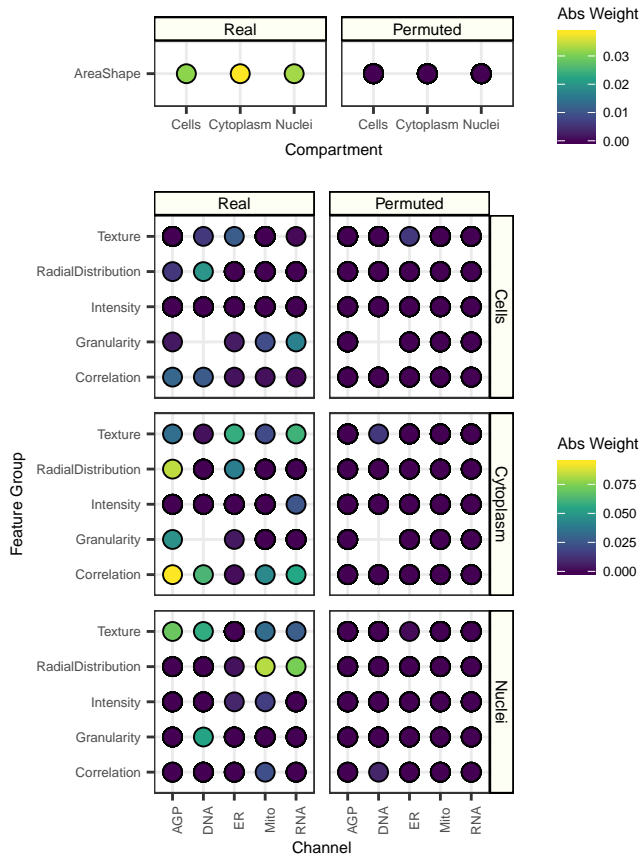 Real
Permuted
AreaShape
Cells
Cytoplasm
Nuclei
Cells
Cytoplasm
Nuclei
Compartment
Abs Weight
0.03
0.02
0.01
0.00
Real
Permuted
Texture
RadialDistribution
Intensity
Granularity
Correlation
Cells
Texture
RadialDistribution
Intensity
Granularity
Correlation
Cytoplasm
Texture
RadialDistribution
Intensity
Granularity
Correlation
Nuclei
Feature Group
AGP
DNA
ER
Mito
RNA
AGP
DNA
ER
Mito
RNA
Channel
Abs Weight
0.075
0.050
0.025
0.000